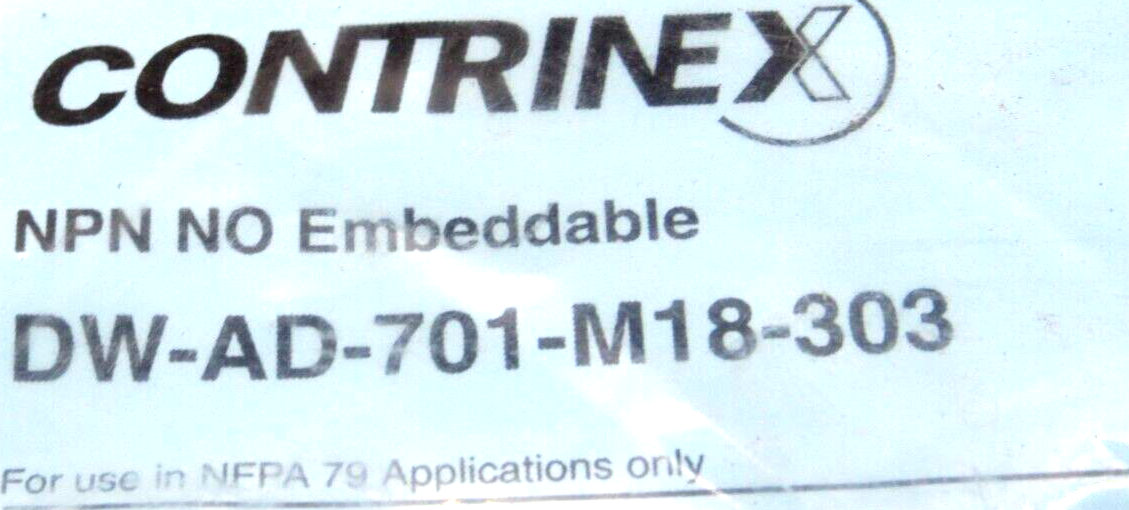 CONTRINEX
NPN NO Embeddable
DW-AD-701-M18-303
For use in NFPA 79 Applications only